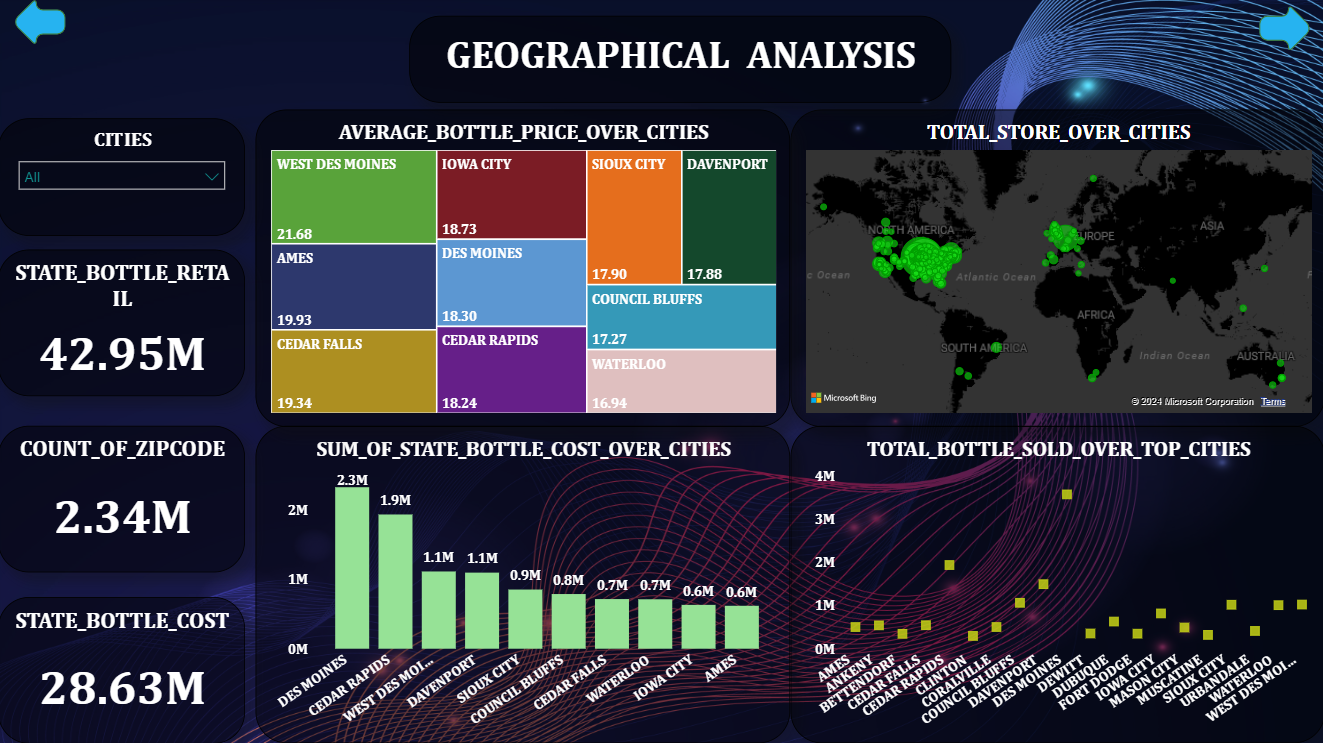 GEOGRAPHICAL ANALYSIS
CITIES
All
STATE_BOTTLE_RETA
IL
42.95M
COUNT_OF_ZIPCODE
2.34M
STATE_BOTTLE_COST
28.63M
AVERAGE_BOTTLE_PRICE_OVER_CITIES
WEST DES MOINES
21.68
AMES
19.93
CEDAR FALLS
19.34
IOWA CITY
18.73
DES MOINES
18.30
CEDAR RAPIDS
18.24
SIOUX CITY
17.90
DAVENPORT
17.88
COUNCIL BLUFFS
17.27
WATERLOO
16.94
TOTAL_STORE_OVER_CITIES
NORTH AMERICA
EUROPE
ASIA
c Ocean
Atlantic Ocean
AFRICA
SOUTH AMERICA
Indian Ocean
AUSTRALIA
Microsoft Bing
© 2024 Microsoft Corporation Terms
SUM_OF_STATE_BOTTLE_COST_OVER_CITIES
2M
1M
0M
2.3M
1.9M
1.1M
1.1M
0.9M
0.8M
0.7M
0.7M
0.6M
0.6M
DES MOINES
CEDAR RAPIDS
WEST DES MOI...
DAVENPORT
SIOUX CITY
COUNCIL BLUFFS
CEDAR FALLS
WATERLOO
IOWA CITY
AMES
TOTAL_BOTTLE_SOLD_OVER_TOP_CITIES
4M
3M
2M
1M
0M
AMES
ANKENY
BETTENDORF
CEDAR FALLS
CEDAR RAPIDS
CLINTON
CORALVILLE
COUNCIL BLUFFS
DAVENPORT
DES MOINES
DEWITT
DUBUQUE
FORT DODGE
IOWA CITY
MASON CITY
MUSCATINE
SIOUX CITY
URBANDALE
WATERLOO
WEST DES MOI...